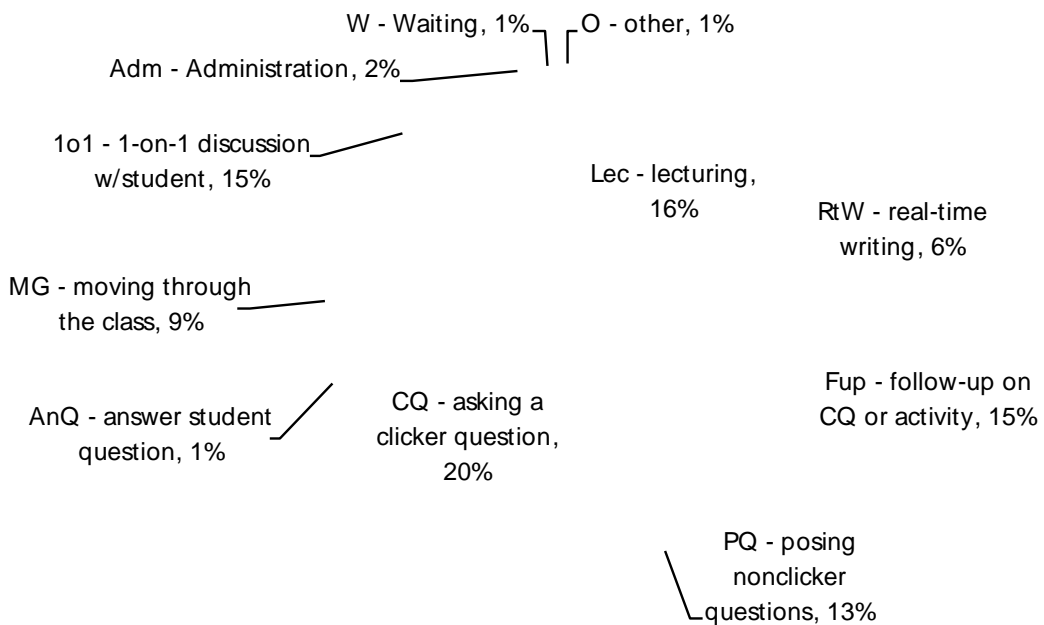 W - Waiting, 1%
O - other, 1%
Adm - Administration, 2%
1o1 - 1-on-1 discussion
w/student, 15%
Lec - lecturing,
16%
RtW - real-time
writing, 6%
MG - moving through
the class, 9%
Fup - follow-up on
CQ or activity, 15%
AnQ - answer student
question, 1%
CQ - asking a
clicker question,
20%
PQ - posing
nonclicker
questions, 13%